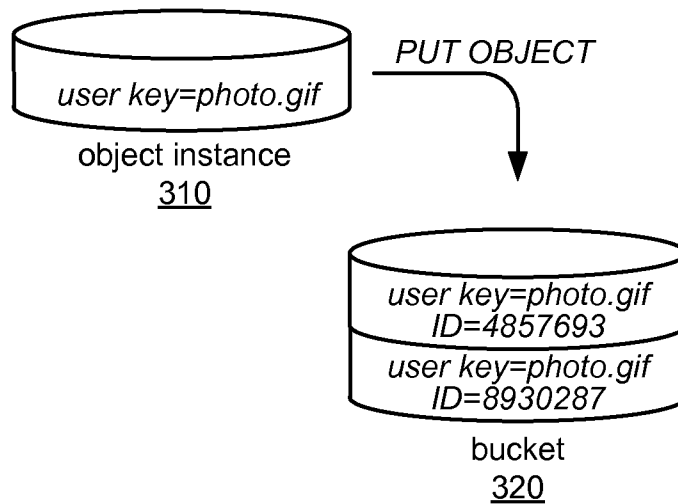 PUT OBJECT
user key=photo.gif
object instance
310
user key=photo.gif
ID=4857693
user key=photo.gif
ID=8930287
bucket
320